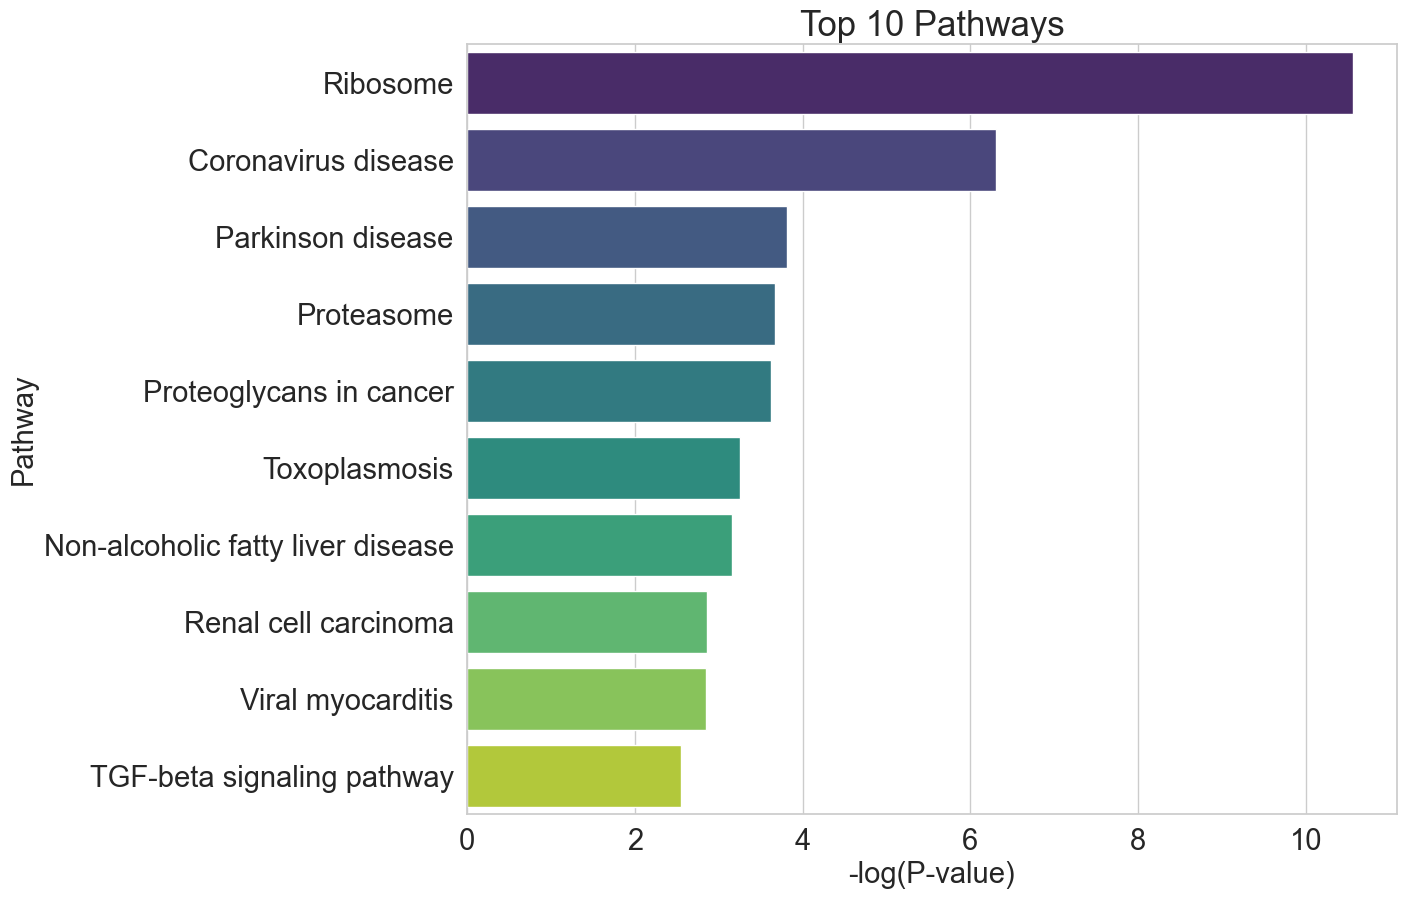 Top 10 Pathways
Pathway
Ribosome
Coronavirus disease
Parkinson disease
Proteasome
Proteoglycans in cancer
Toxoplasmosis
Non-alcoholic fatty liver disease
Renal cell carcinoma
Viral myocarditis
TGF-beta signaling pathway
0 2 4 6 8 10
-log(P-value)